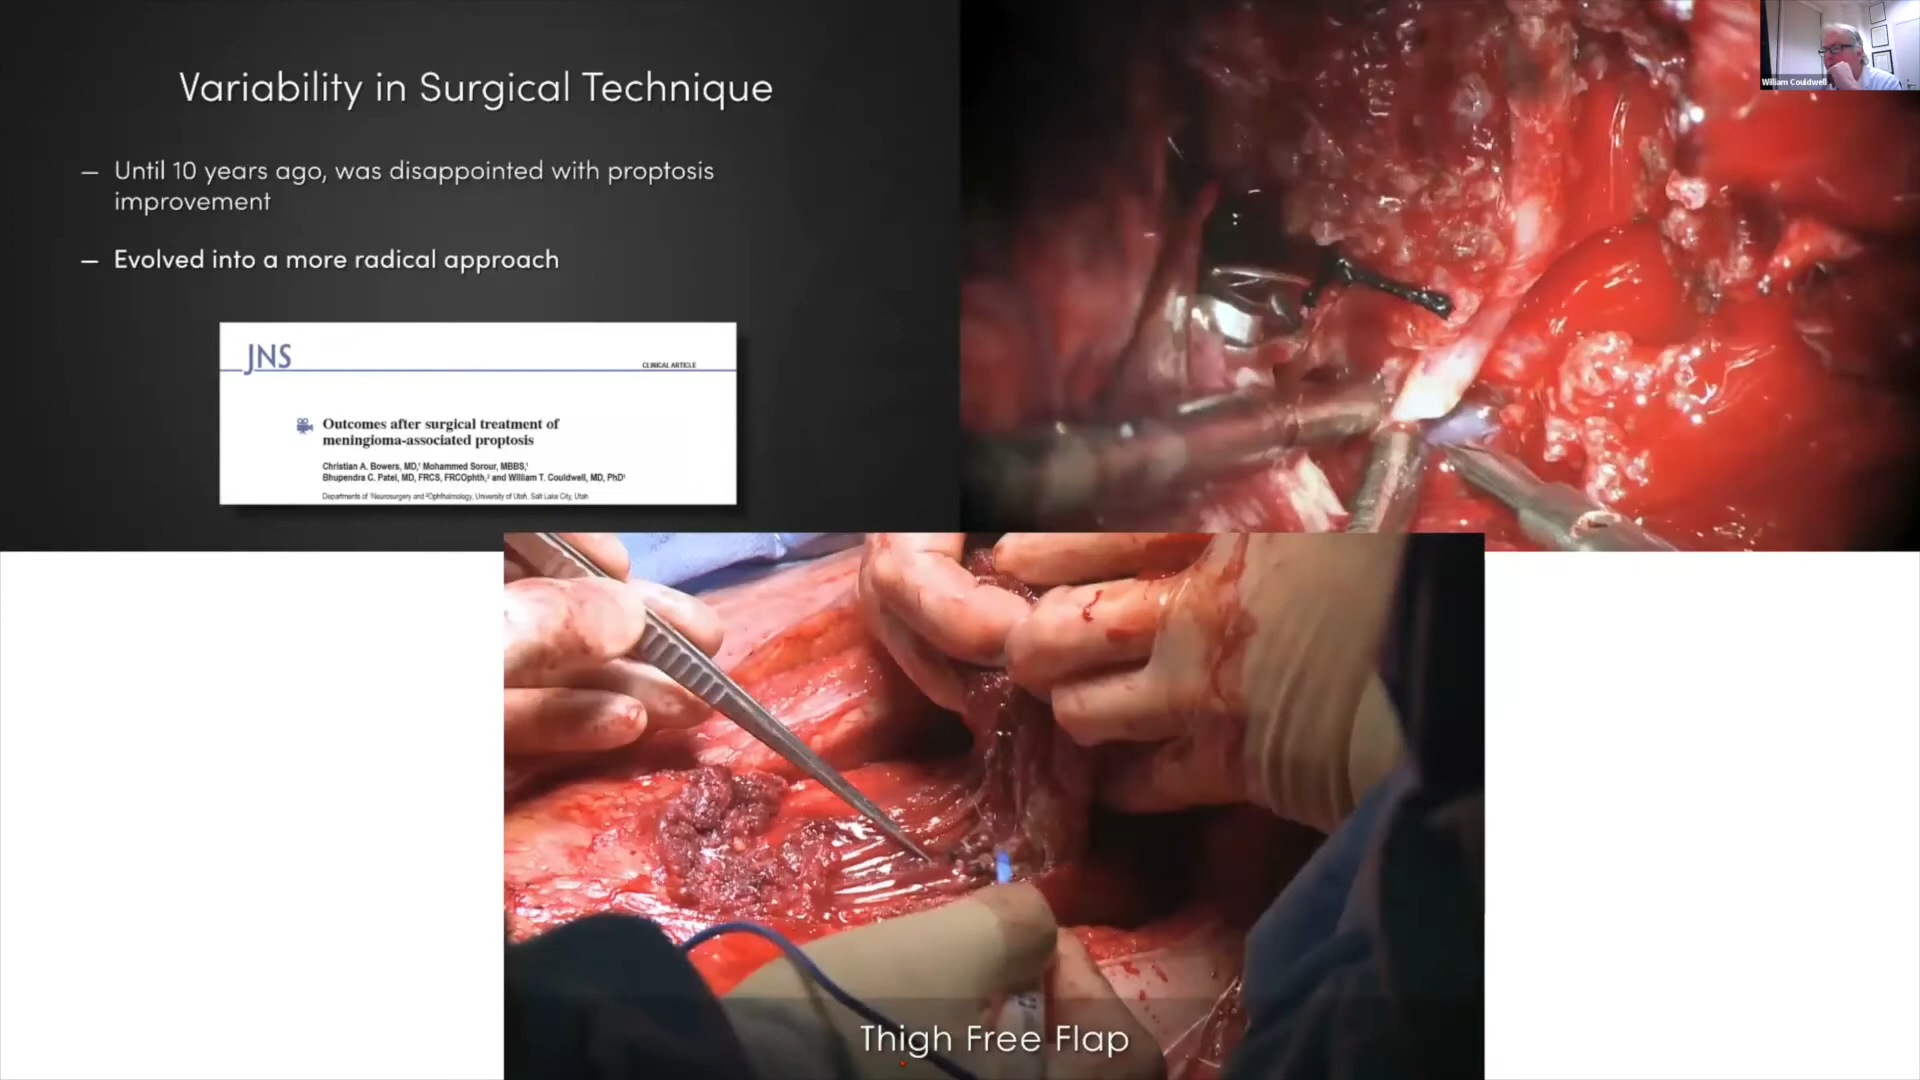 Variability in Surgical Technique
— Until 10 years ago, was disappointed with proptosis
improvement
— Evolved into a more radical approach
JNS
CLINICAL ARTICLE
Outcomes after surgical treatment of
meningioma-associated proptosis
Christian A. Bowers, MD,¹ Mohammed Sorour, MBBS,¹
Bhupendra C. Patel, MD, FRCS, FRCOphth,² and William T. Couldwell, MD, PhD¹
Departments of ¹Neurosurgery and ²Ophthalmology, University of Utah, Salt Lake City, Utah
William Couldwell
Thigh Free Flap